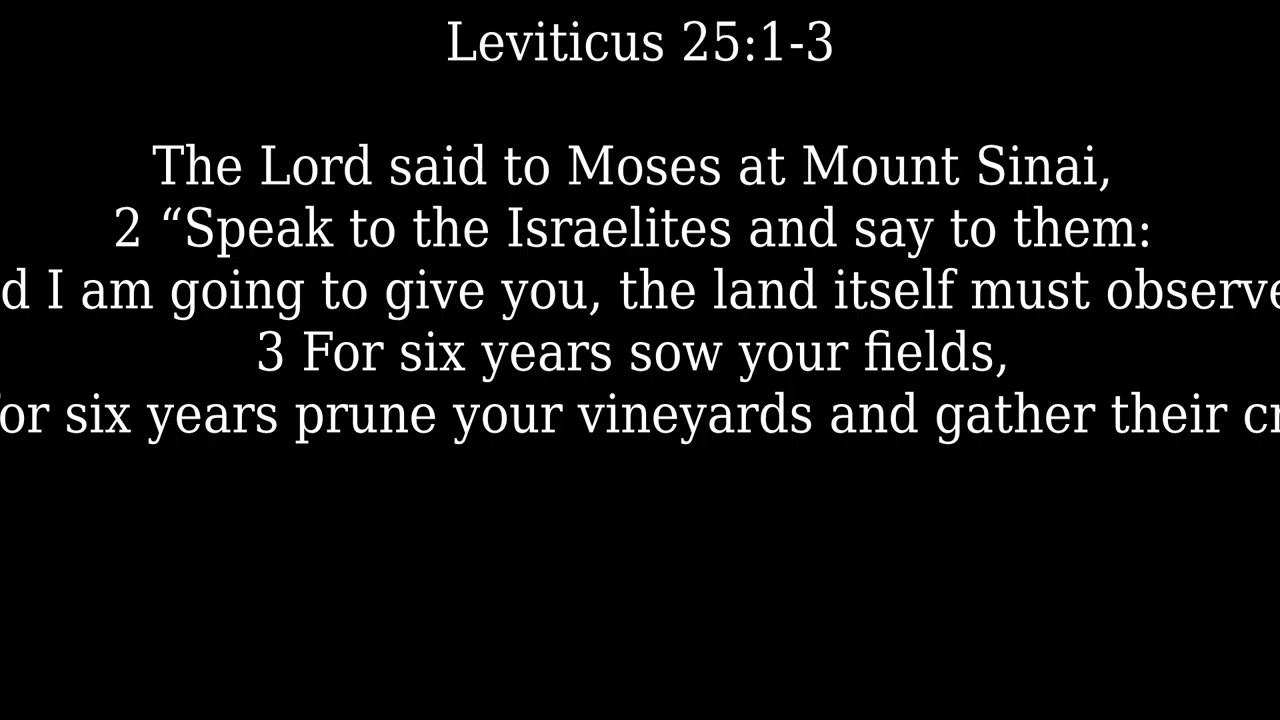 Leviticus 25:1-3
The Lord said to Moses at Mount Sinai,
2 “Speak to the Israelites and say to them:
I am going to give you, the land itself must observe
3 For six years sow your fields,
for six years prune your vineyards and gather their